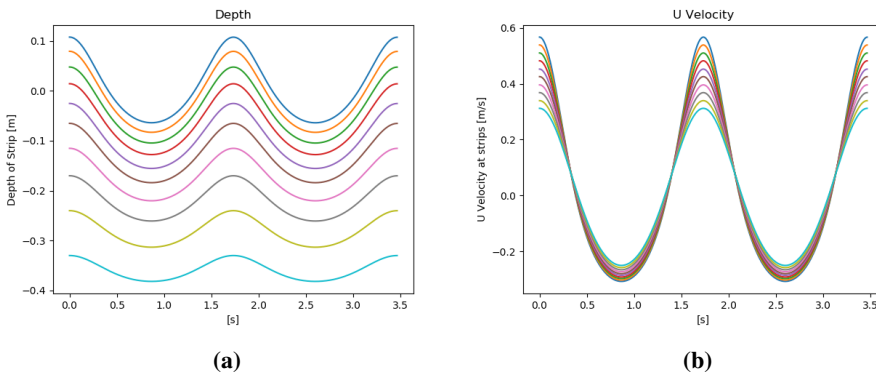 Depth
Depth of Strip [m]
0.1
0.0
−0.1
−0.2
−0.3
−0.4
0.0 0.5 1.0 1.5 2.0 2.5 3.0 3.5
[s]
(a)
U Velocity
U Velocity at strips [m/s]
0.6
0.4
0.2
0.0
−0.2
0.0 0.5 1.0 1.5 2.0 2.5 3.0 3.5
[s]
(b)